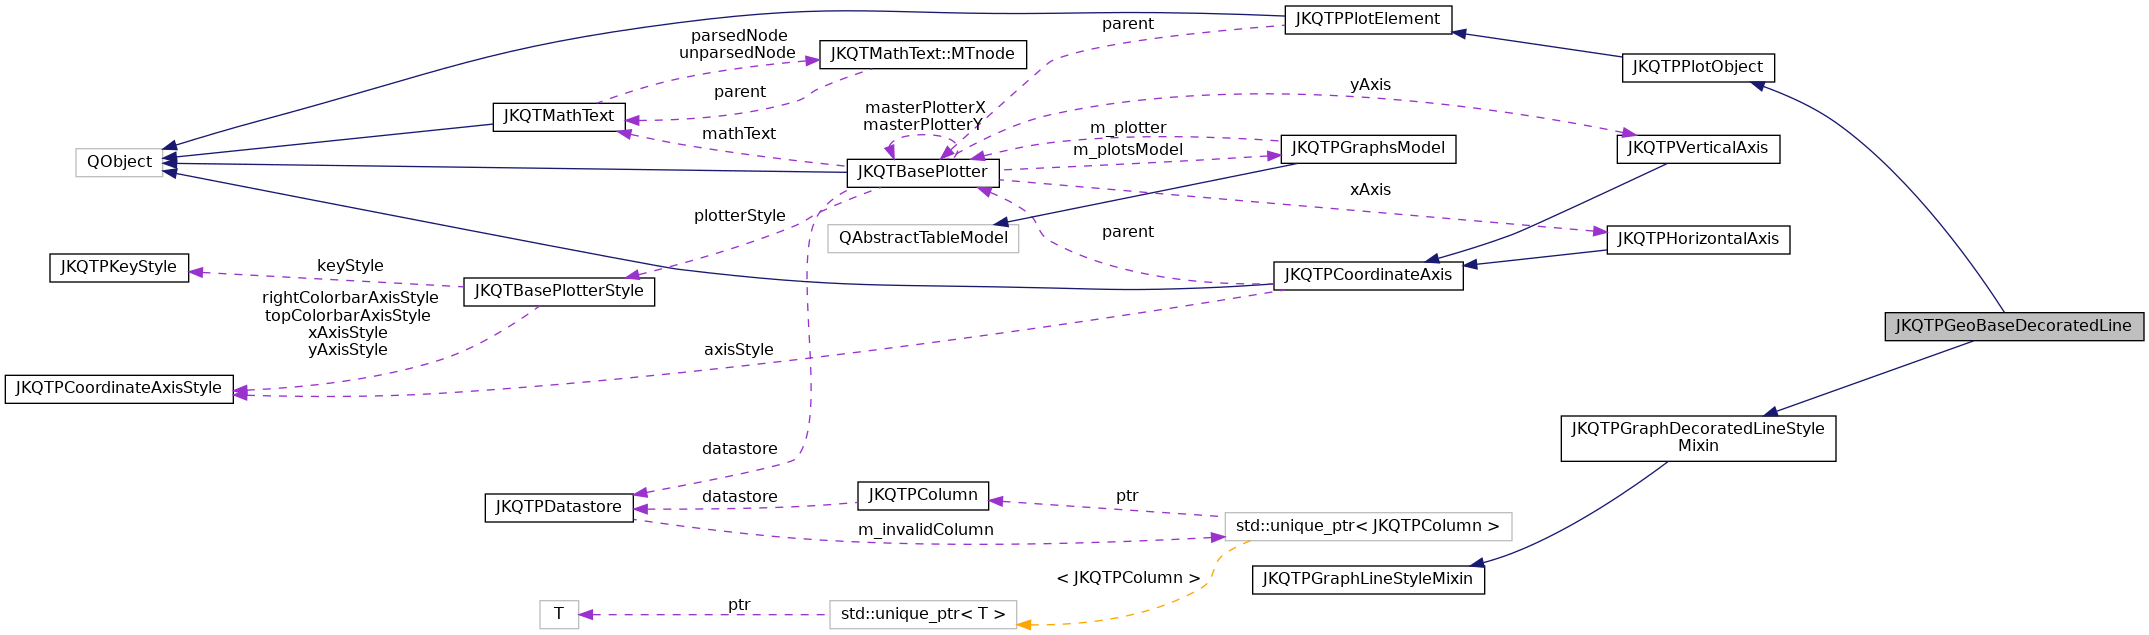 JKQTPPlotElement
parent
parsedNode
unparsedNode
JKQTMathText::MTnode
JKQTPPlotObject
yAxis
parent
masterPlotterX
masterPlotterY
JKQTMathText
mathText
m_plotter
m_plotsModel
JKQTPGraphsModel
JKQTPVerticalAxis
QObject
JKQTBasePlotter
xAxis
plotterStyle
parent
QAbstractTableModel
JKQTPHorizontalAxis
JKQTPKeyStyle
keyStyle
JKQTPCoordinateAxis
JKQTBasePlotterStyle
rightColorbarAxisStyle
topColorbarAxisStyle
xAxisStyle
yAxisStyle
JKQTPGeoBaseDecoratedLine
axisStyle
JKQTPCoordinateAxisStyle
JKQTPGraphDecoratedLineStyle
Mixin
datastore
JKQTPDatastore
datastore
JKQTPColumn
ptr
m_invalidColumn
std::unique_ptr< JKQTPColumn >
< JKQTPColumn >
JKQTPGraphLineStyleMixin
T
ptr
std::unique_ptr< T >